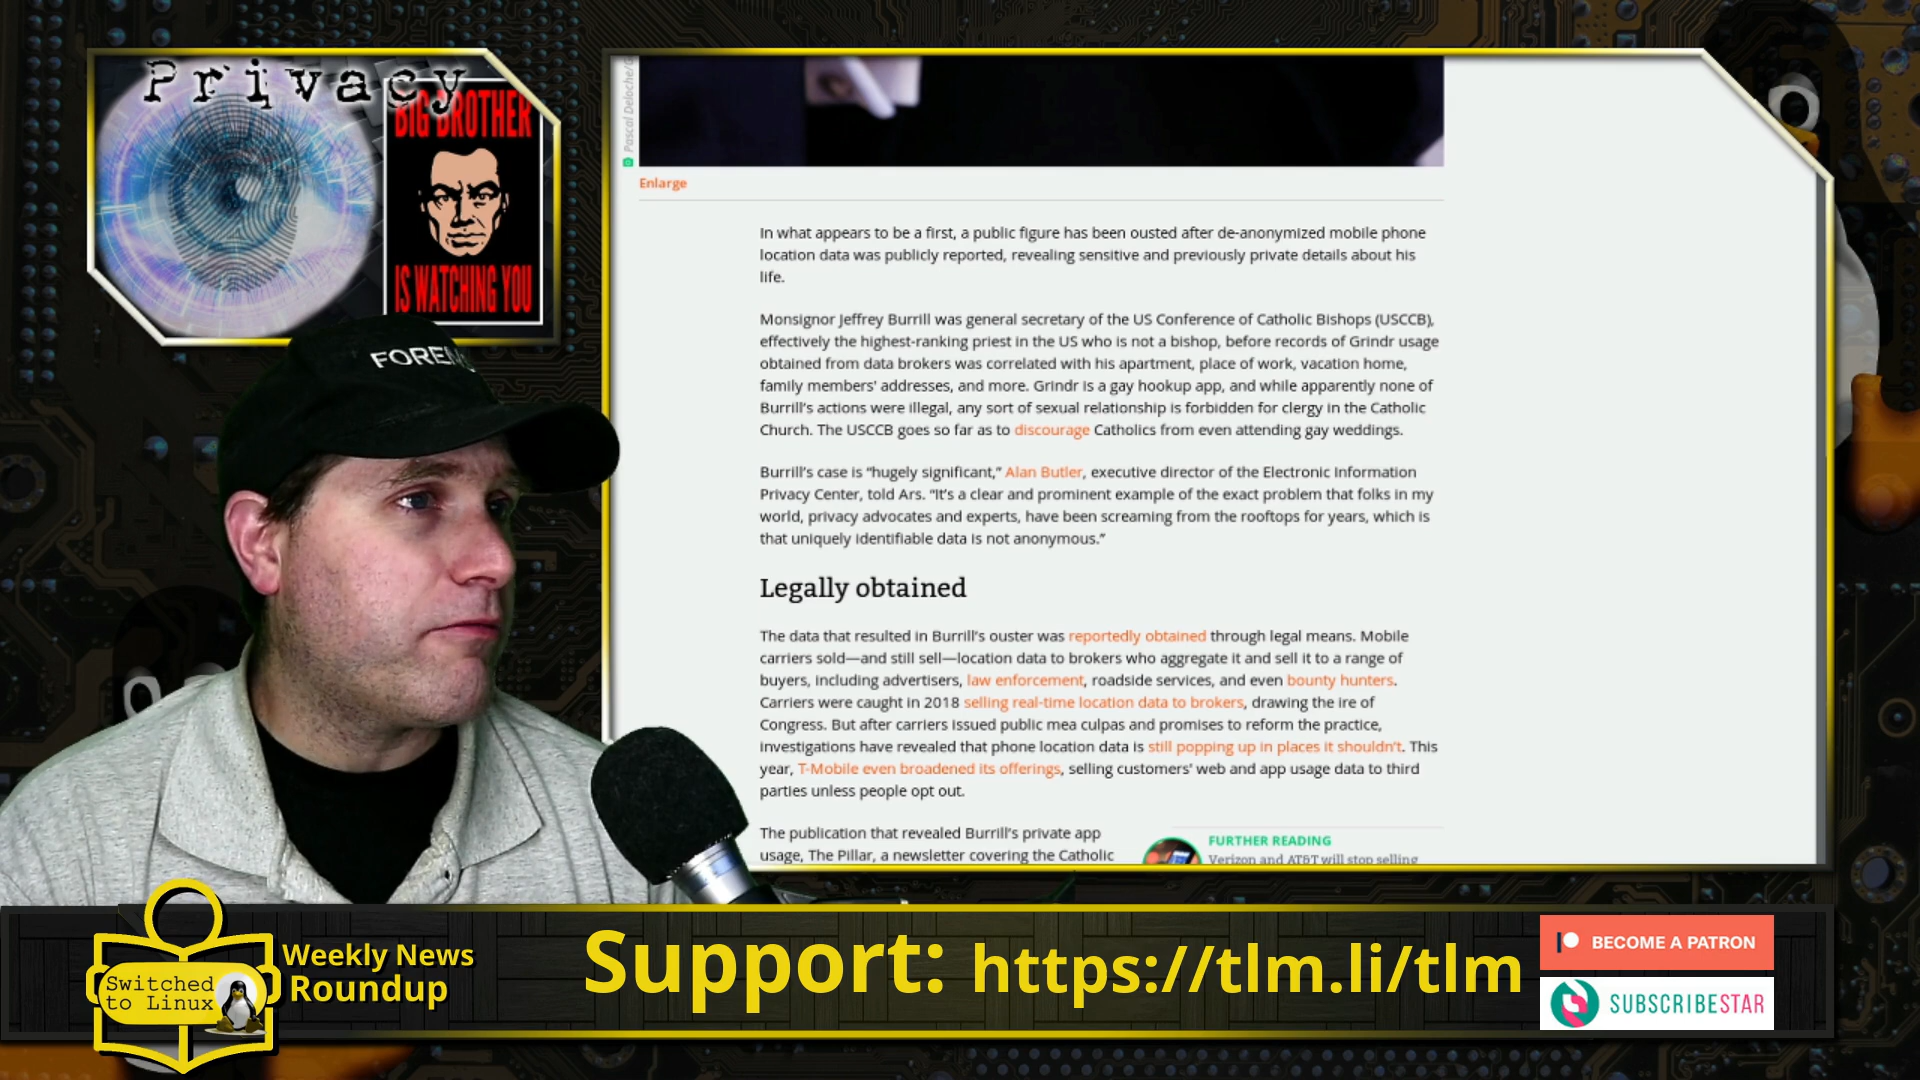 Privacy
BIG BROTHER
IS WATCHING YOU
Pascal Deloche/G
Enlarge
In what appears to be a first, a public figure has been ousted after de-anonymized mobile phone
location data was publicly reported, revealing sensitive and previously private details about his
life.
Monsignor Jeffrey Burrill was general secretary of the US Conference of Catholic Bishops (USCCB),
effectively the highest-ranking priest in the US who is not a bishop, before records of Grindr usage
obtained from data brokers was correlated with his apartment, place of work, vacation home,
family members' addresses, and more. Grindr is a gay hookup app, and while apparently none of
Burrill's actions were illegal, any sort of sexual relationship is forbidden for clergy in the Catholic
Church. The USCCB goes so far as to discourage Catholics from even attending gay weddings.
Burrill's case is “hugely significant,” Alan Butler, executive director of the Electronic Information
Privacy Center, told Ars. “It's a clear and prominent example of the exact problem that folks in my
world, privacy advocates and experts, have been screaming from the rooftops for years, which is
that uniquely identifiable data is not anonymous.”
Legally obtained
The data that resulted in Burrill's ouster was reportedly obtained through legal means. Mobile
carriers sold—and still sell—location data to brokers who aggregate it and sell it to a range of
buyers, including advertisers, law enforcement, roadside services, and even bounty hunters.
Carriers were caught in 2018 selling real-time location data to brokers, drawing the ire of
Congress. But after carriers issued public mea culpas and promises to reform the practice,
investigations have revealed that phone location data is still popping up in places it shouldn't. This
year, T-Mobile even broadened its offerings, selling customers' web and app usage data to third
parties unless people opt out.
The publication that revealed Burrill's private app
usage, The Pillar, a newsletter covering the Catholic
FURTHER READING
Verizon and AT&T will stop selling
FOREN
Switched
to Linux
Weekly News
Roundup
Support: https://tlm.li/tlm
BECOME A PATRON
SUBSCRIBESTAR